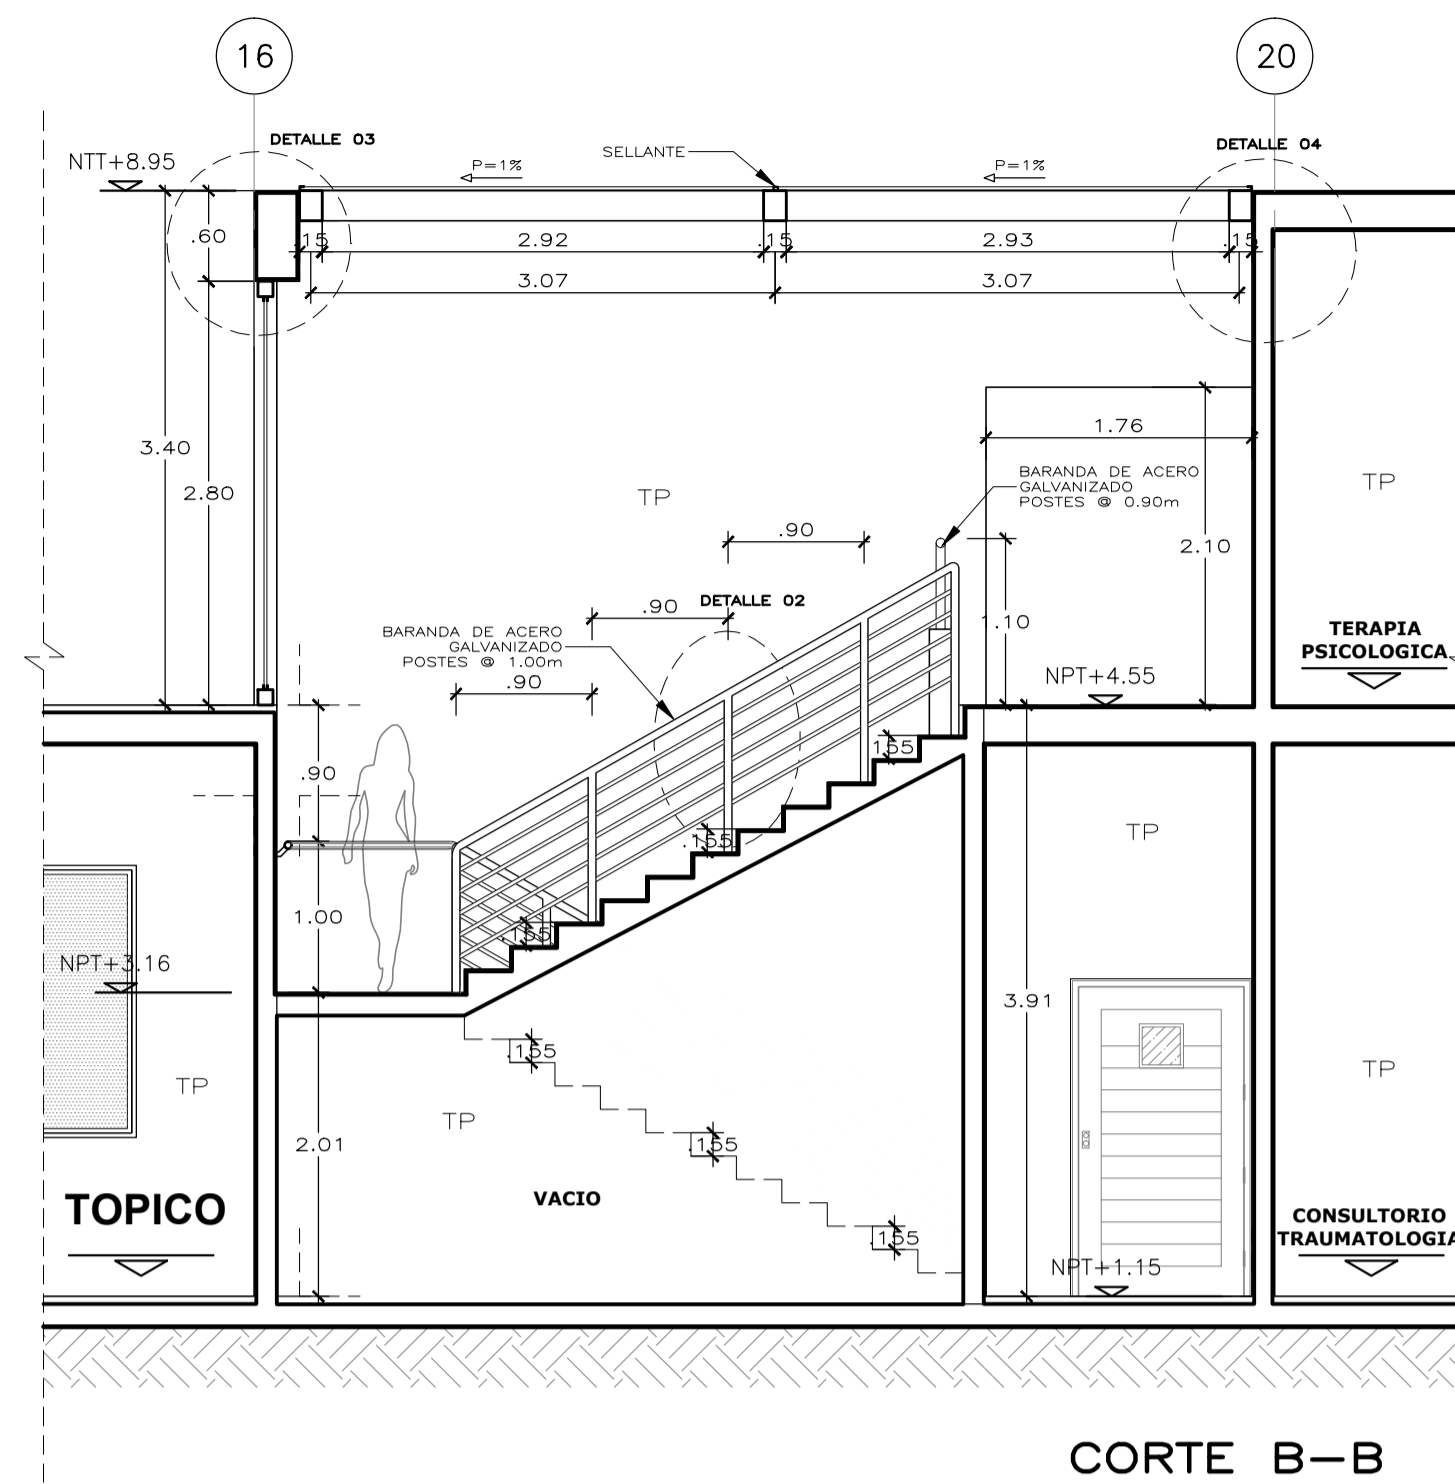 16
20
DETALLE 03
DETALLE 04
NTT+8.95
P=1%
SELLANTE
P=1%
.60
.15
2.92
.15
2.93
.15
3.07
3.07
3.40
2.80
TP
1.76
BARANDA DE ACERO
GALVANIZADO
POSTES @ 0.90m
TP
.90
2.10
.90
DETALLE 02
1.10
BARANDA DE ACERO
GALVANIZADO
POSTES @ 1.00m
.90
TERAPIA
PSICOLOGICA
NPT+4.55
.155
.90
TP
.155
1.00
.155
NPT+3.16
3.91
.155
TP
TP
TP
2.01
.155
TOPICO
VACIO
.155
CONSULTORIO
TRAUMATOLOGIA
NPT+1.15
CORTE B-B